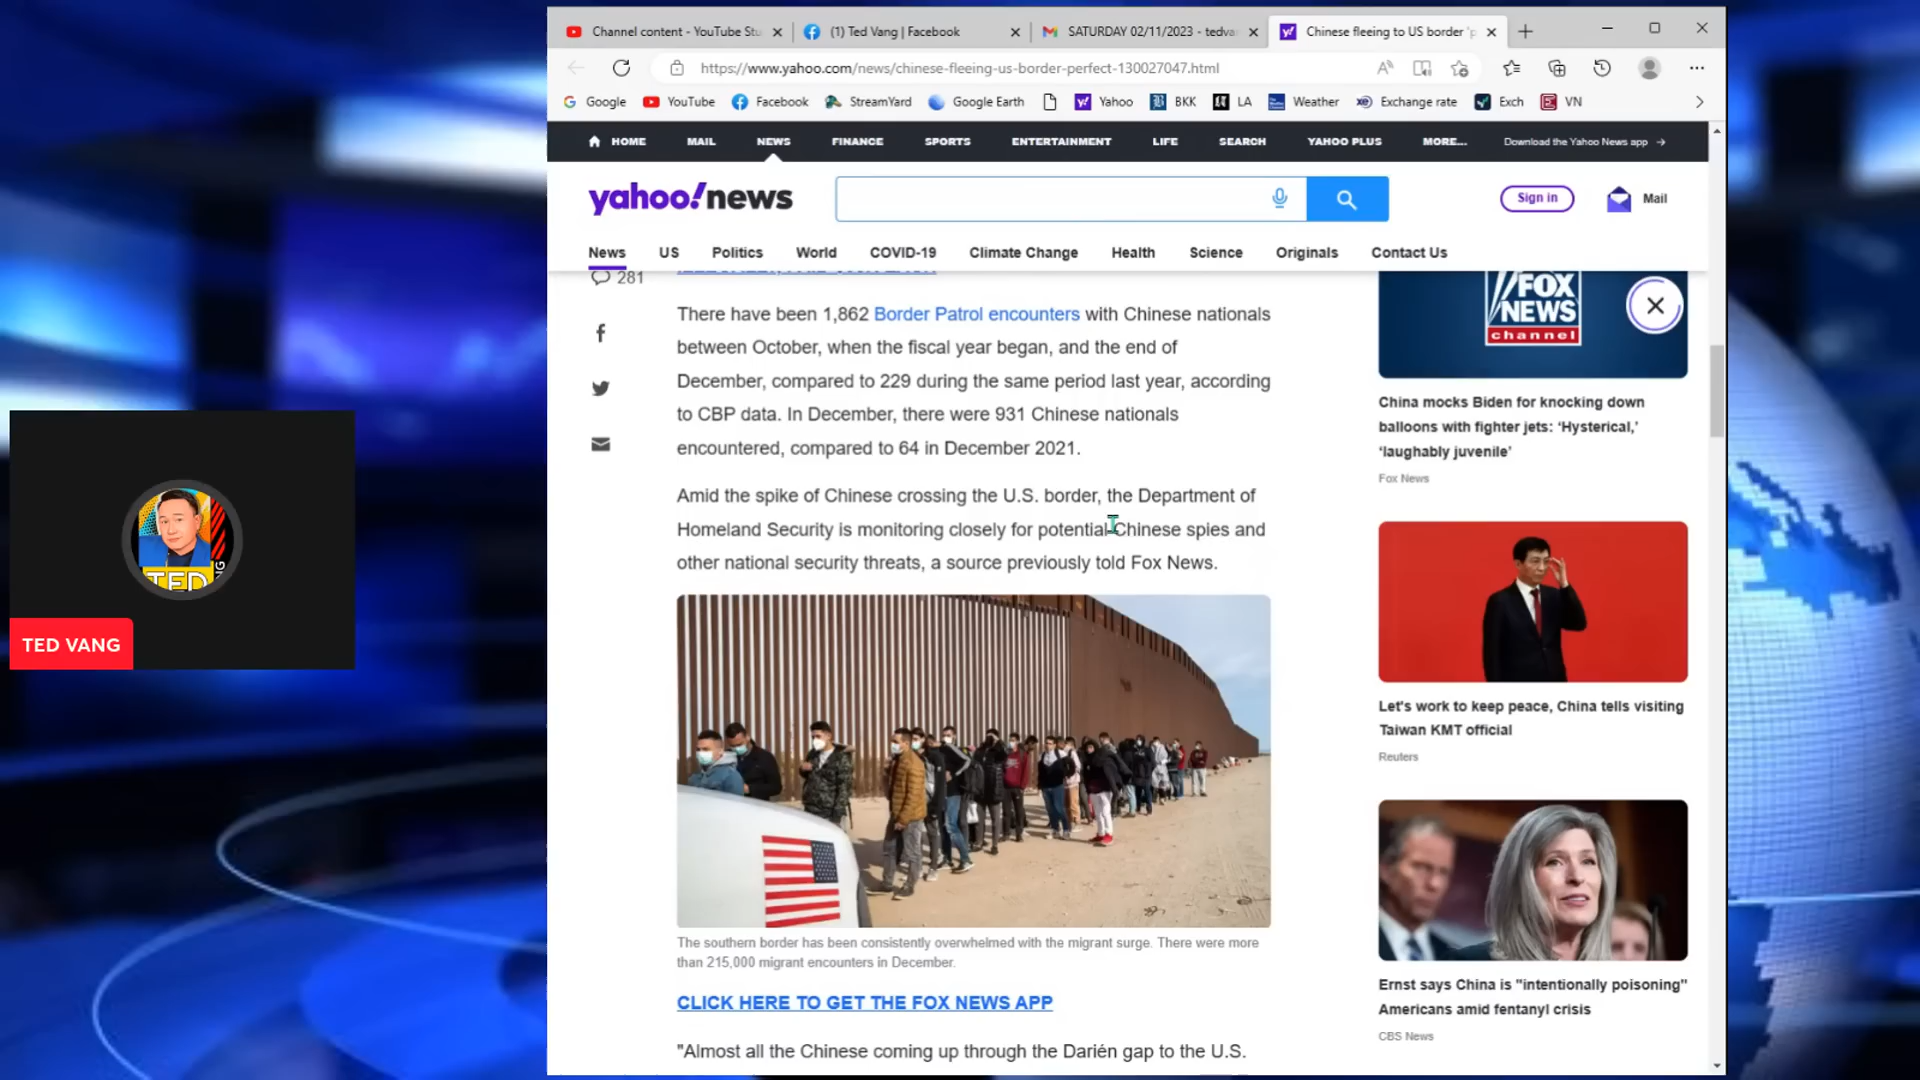 Channel content - YouTube Stu
(1) Ted Vang | Facebook
SATURDAY 02/11/2023 - tedva
Chinese fleeing to US border 'p
https://www.yahoo.com/news/chinese-fleeing-us-border-perfect-130027047.html
Google
YouTube
Facebook
StreamYard
Google Earth
Yahoo
BKK
LA
Weather
Exchange rate
Exch
VN
HOME
MAIL
NEWS
FINANCE
SPORTS
ENTERTAINMENT
LIFE
SEARCH
YAHOO PLUS
MORE...
Download the Yahoo News app
yahoo!news
Sign in
Mail
News
US
Politics
World
COVID-19
Climate Change
Health
Science
Originals
Contact Us
281
There have been 1,862 Border Patrol encounters with Chinese nationals
between October, when the fiscal year began, and the end of
December, compared to 229 during the same period last year, according
to CBP data. In December, there were 931 Chinese nationals
encountered, compared to 64 in December 2021.
Amid the spike of Chinese crossing the U.S. border, the Department of
Homeland Security is monitoring closely for potential Chinese spies and
other national security threats, a source previously told Fox News.
The southern border has been consistently overwhelmed with the migrant surge. There were more
than 215,000 migrant encounters in December.
CLICK HERE TO GET THE FOX NEWS APP
"Almost all the Chinese coming up through the Darién gap to the U.S.
FOX
NEWS
channel
China mocks Biden for knocking down
balloons with fighter jets: 'Hysterical,'
'laughably juvenile'
Fox News
Let's work to keep peace, China tells visiting
Taiwan KMT official
Reuters
Ernst says China is "intentionally poisoning"
Americans amid fentanyl crisis
CBS News
TED
TED VANG